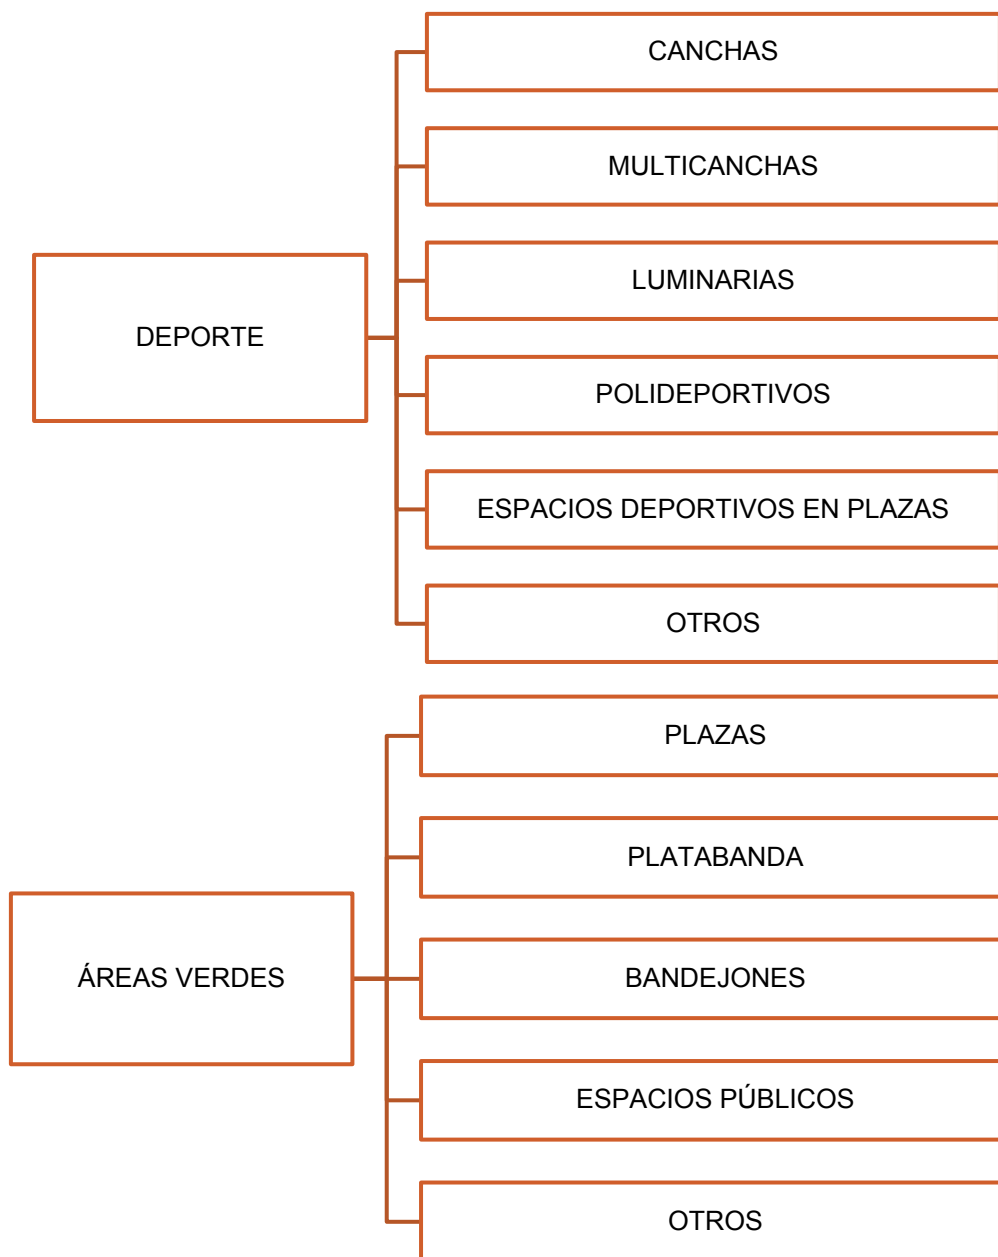 DEPORTE
CANCHAS
MULTICANCHAS
LUMINARIAS
POLIDEPORTIVOS
ESPACIOS DEPORTIVOS EN PLAZAS
OTROS
ÁREAS VERDES
PLAZAS
PLATABANDA
BANDEJONES
ESPACIOS PÚBLICOS
OTROS